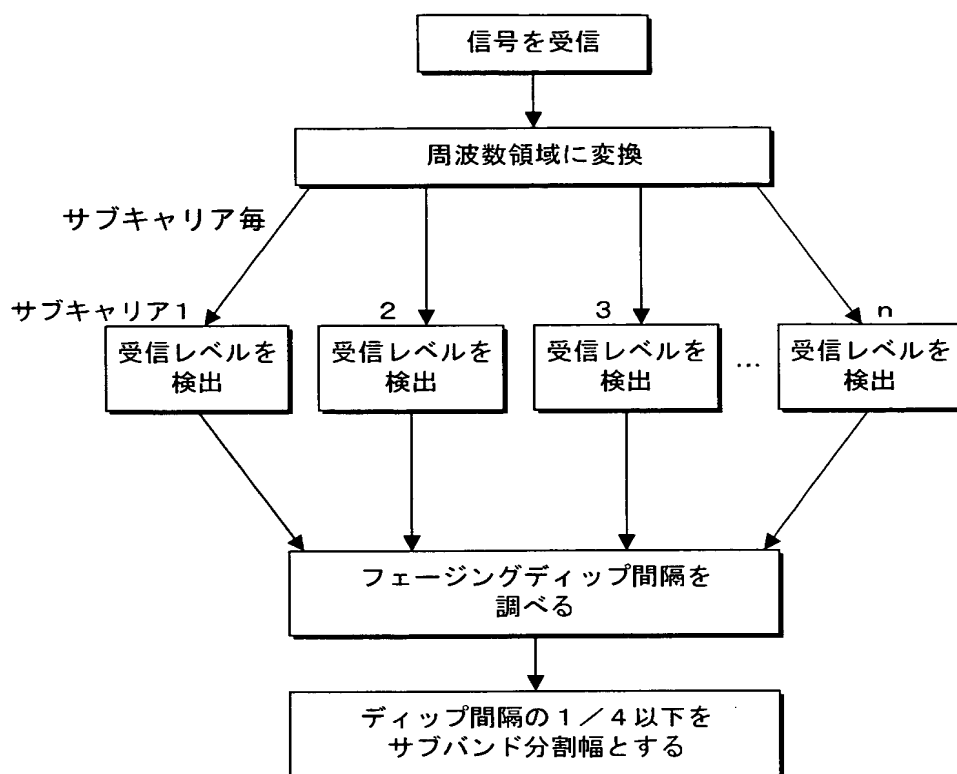 信号を受信
周波数領域に変換
サブキャリア毎
サブキャリア1
2
3
n
受信レベルを
検出
受信レベルを
検出
受信レベルを
検出
…
受信レベルを
検出
フェージングディップ間隔を
調べる
ディップ間隔の1/4以下を
サブバンド分割幅とする